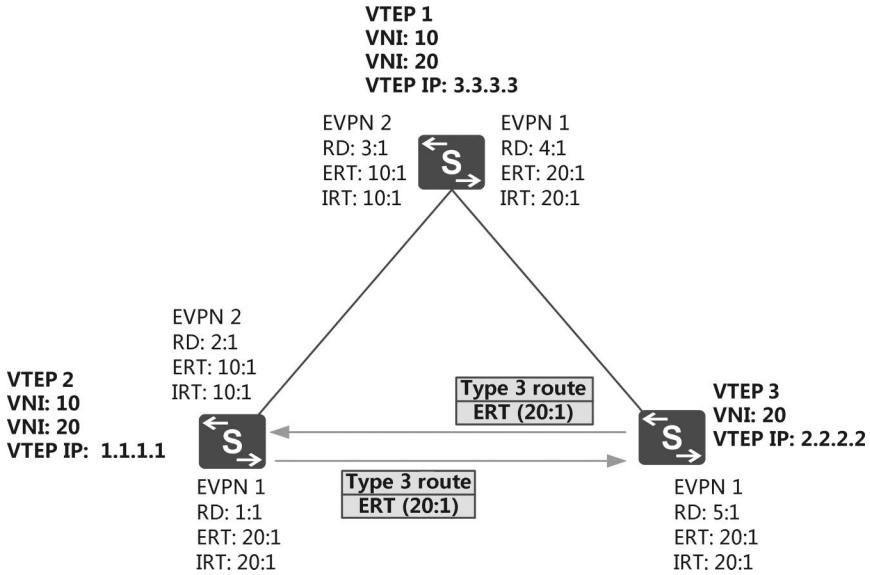 VTEP 1
VNI: 10
VNI: 20
VTEP IP: 3.3.3.3
EVPN 2
RD: 3:1
ERT: 10:1
IRT: 10:1
S
EVPN 1
RD: 4:1
ERT: 20:1
IRT: 20:1
EVPN 2
RD: 2:1
ERT: 10:1
IRT: 10:1
VTEP 2
VNI: 10
VNI: 20
VTEP IP: 1.1.1.1
S
EVPN 1
RD: 1:1
ERT: 20:1
IRT: 20:1
Type 3 route
ERT (20:1)
Type 3 route
ERT (20:1)
S
VTEP 3
VNI: 20
VTEP IP: 2.2.2.2
EVPN 1
RD: 5:1
ERT: 20:1
IRT: 20:1